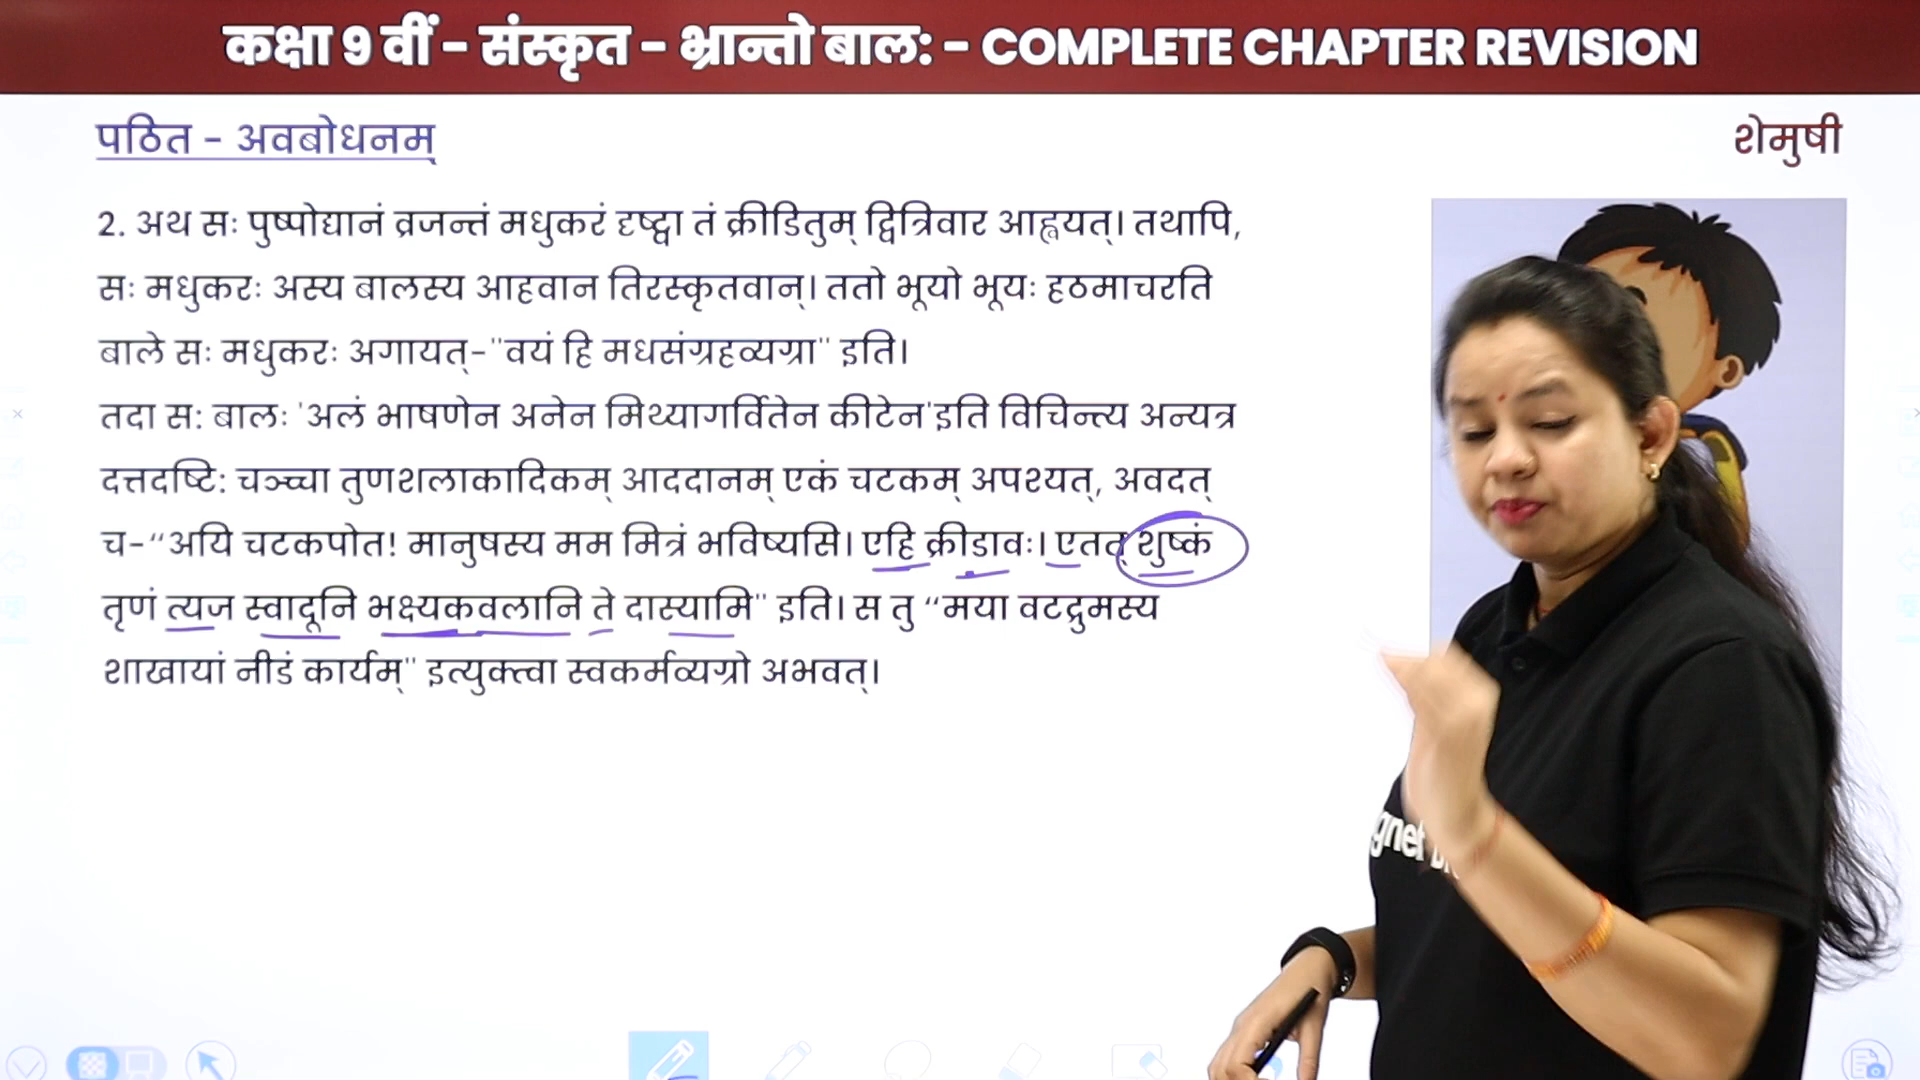 कक्षा 9 वीं - संस्कृत - भ्रान्तो बाल: - COMPLETE CHAPTER REVISION
पठित - अवबोधनम्
शेमुषी
2. अथ सः पुष्पोद्यानं व्रजन्तं मधुकरं दृष्ट्वा तं क्रीडितुम् द्वित्रिवार आह्वयत्। तथापि,
सः मधुकरः अस्य बालस्य आहवान तिरस्कृतवान्। ततो भूयो भूयः हठमाचरति
बाले सः मधुकरः अगायत्-"वयं हि मधसंग्रहव्यग्रा" इति।
तदा स: बालः 'अलं भाषणेन अनेन मिथ्यागर्वितेन कीटेन'इति विचिन्त्य अन्यत्र
दत्तदष्टि: चञ्चा तुणशलाकादिकम् आददानम् एकं चटकम् अपश्यत्, अवदत्
च-“अयि चटकपोत! मानुषस्य मम मित्रं भविष्यसि। एहि क्रीडावः। एतत् शुष्कं
तृणं त्यज स्वादूनि भक्ष्यकवलानि ते दास्यामि" इति। स तु “मया वटद्रुमस्य
शाखायां नीडं कार्यम्" इत्युक्त्वा स्वकर्मव्यग्रो अभवत्।
gnet